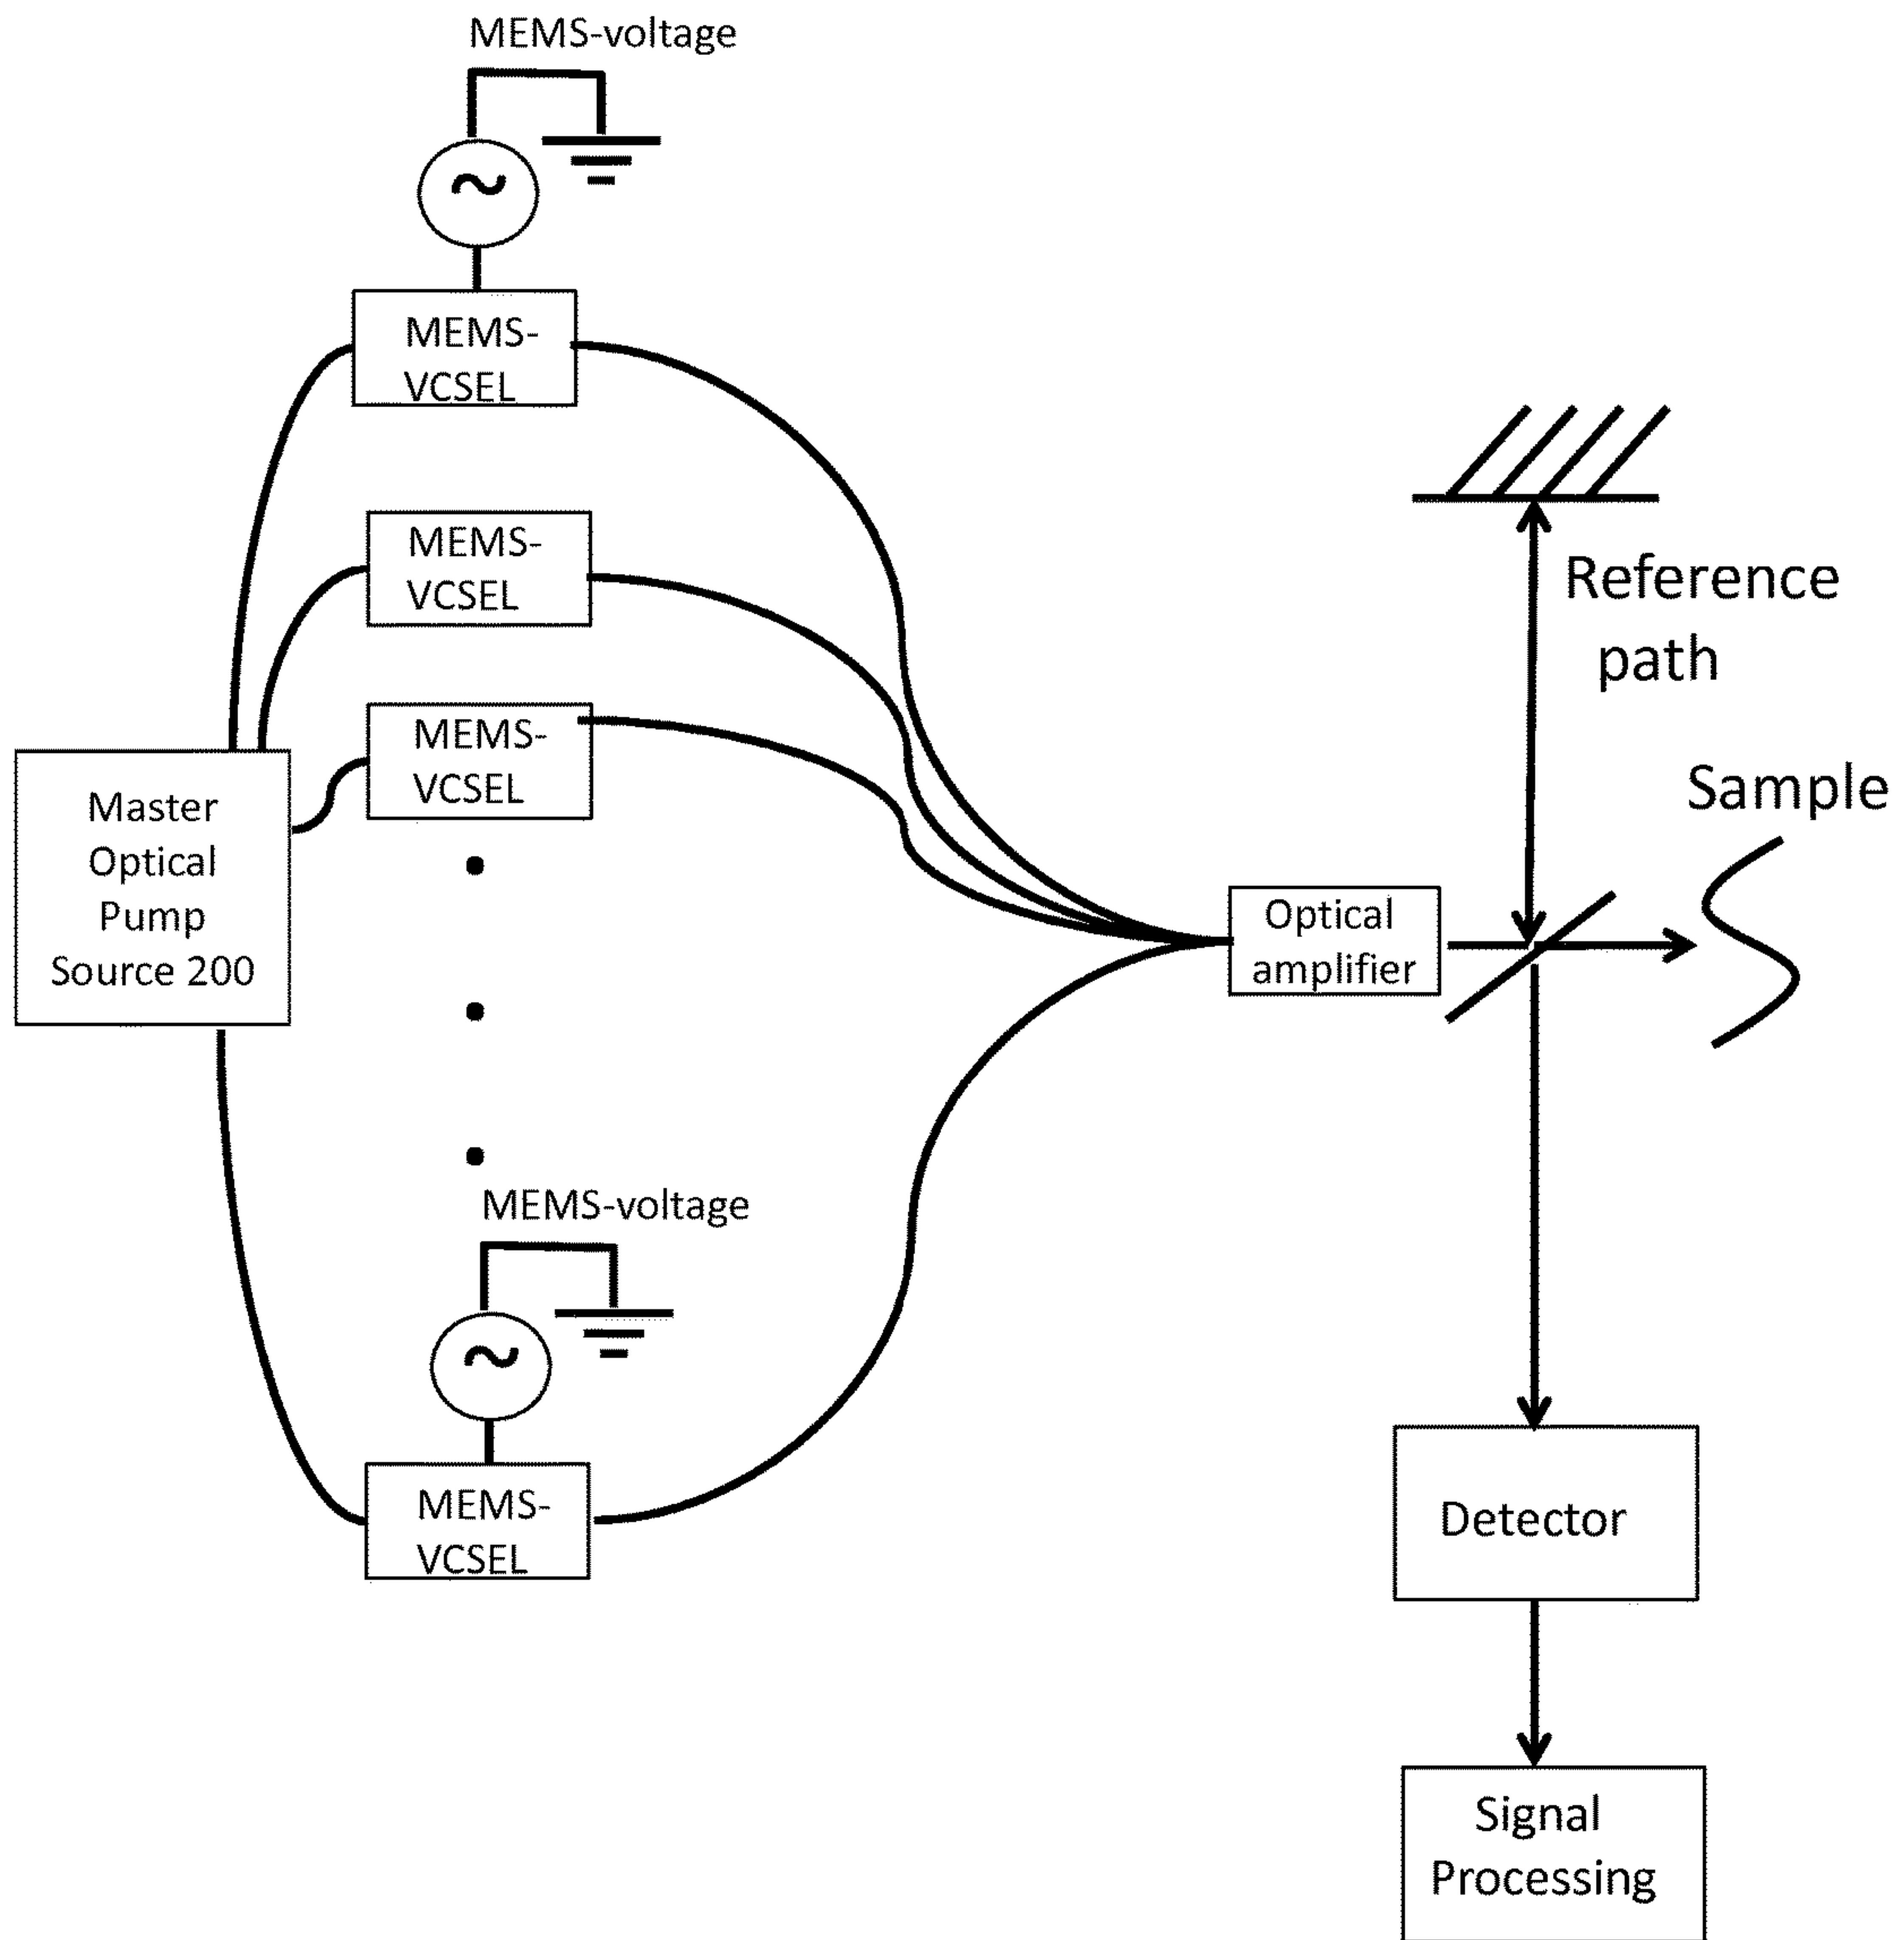 MEMS-voltage
MEMS-
VCSEL
MEMS-
VCSEL
MEMS-
VCSEL
Master
Optical
Pump
Source 200
MEMS-voltage
MEMS-
VCSEL
Optical
amplifier
Reference
path
Sample
Detector
Signal
Processing